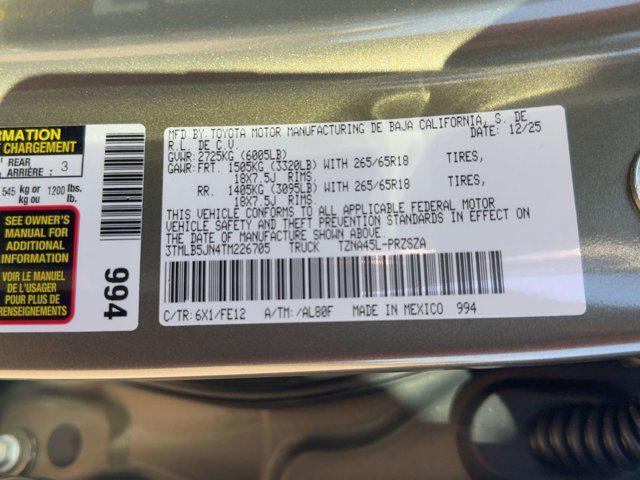 MFD.BY:TOYOTA MOTOR MANUFACTURING DE BAJA CALIFORNIA, S. DE
R.L. DE C.V. DATE: 12/25
GVWR:2725KG (6005LB)
GAWR:FRT. 1505KG (3320LB) WITH 265/65R18 TIRES,
18X7.5J RIMS.
RR. 1405KG (3095LB) WITH 265/65R18 TIRES,
18X7.5J RIMS.
THIS VEHICLE CONFORMS TO ALL APPLICABLE FEDERAL MOTOR
VEHICLE SAFETY AND THEFT PREVENTION STANDARDS IN EFFECT ON
THE DATE OF MANUFACTURE SHOWN ABOVE.
3TMLB5JN4TM226705 TRUCK TZNA45L-PRZSZA
C/TR: 6X1/FE12 A/TM: /AL80F MADE IN MEXICO 994
CHARGEMENT
REAR
ARRIÈRE : 3
545 kg or 1200 lbs.
kg ou lb.
SEE OWNER'S
MANUAL FOR
ADDITIONAL
INFORMATION
VOIR LE MANUEL
DE L'USAGER
POUR PLUS DE
RENSEIGNEMENTS
994